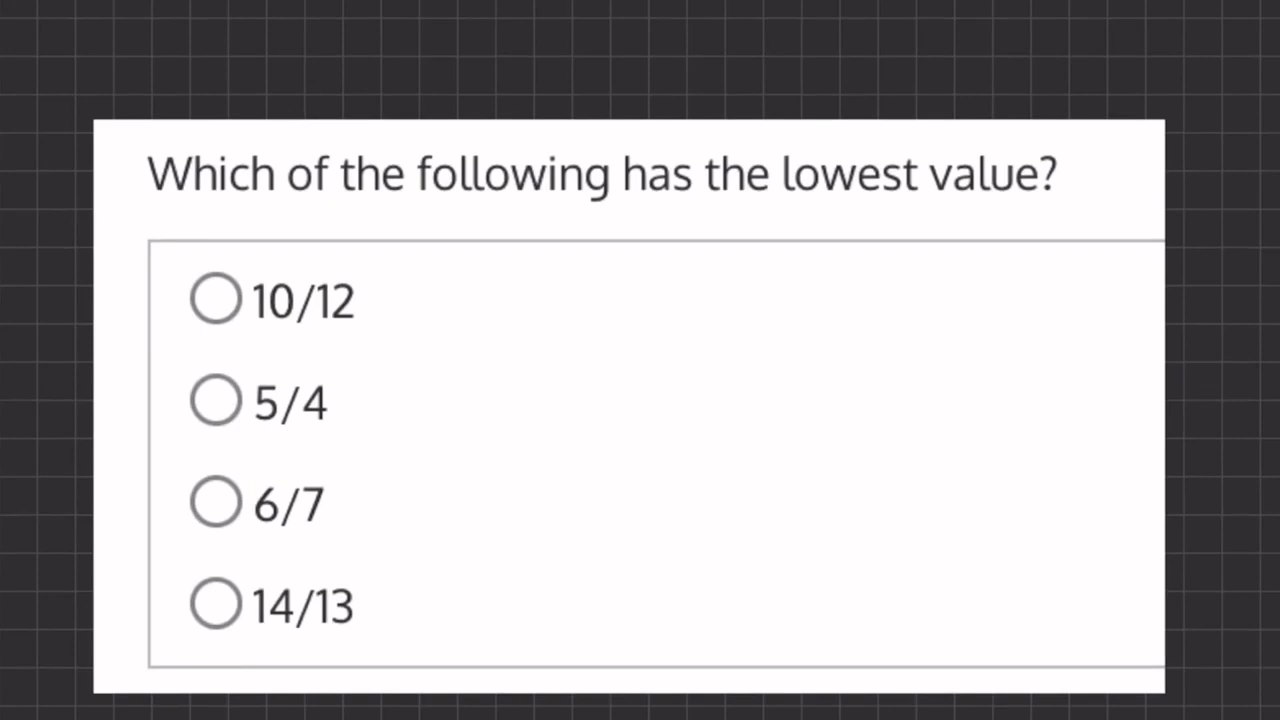 Which of the following has the lowest value?
10/12
5/4
6/7
14/13